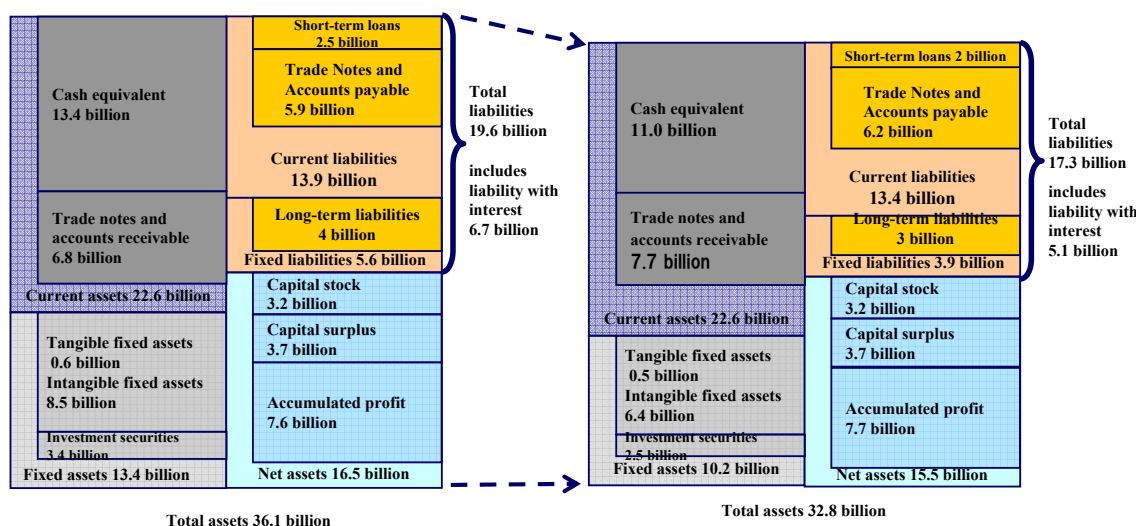 Short-term loans
2.5 billion
Trade Notes and
Accounts payable
5.9 billion
Cash equivalent
13.4 billion
Current liabilities
13.9 billion
Trade notes and
accounts receivable
6.8 billion
Long-term liabilities
4 billion
Fixed liabilities 5.6 billion
Current assets 22.6 billion
Capital stock
3.2 billion
Capital surplus
3.7 billion
Tangible fixed assets
0.6 billion
Intangible fixed assets
8.5 billion
Accumulated profit
7.6 billion
Investment securities
3.4 billion
Fixed assets 13.4 billion
Net assets 16.5 billion
Total assets 36.1 billion
Total
liabilities
19.6 billion
includes
liability with
interest
6.7 billion
Short-term loans 2 billion
Trade Notes and
Accounts payable
6.2 billion
Cash equivalent
11.0 billion
Current liabilities
13.4 billion
Trade notes and
accounts receivable
7.7 billion
Long-term liabilities
3 billion
Fixed liabilities 3.9 billion
Current assets 22.6 billion
Capital stock
3.2 billion
Capital surplus
3.7 billion
Tangible fixed assets
0.5 billion
Intangible fixed assets
6.4 billion
Accumulated profit
7.7 billion
Investment securities
2.5 billion
Fixed assets 10.2 billion
Net assets 15.5 billion
Total assets 32.8 billion
Total
liabilities
17.3 billion
includes
liability with
interest
5.1 billion